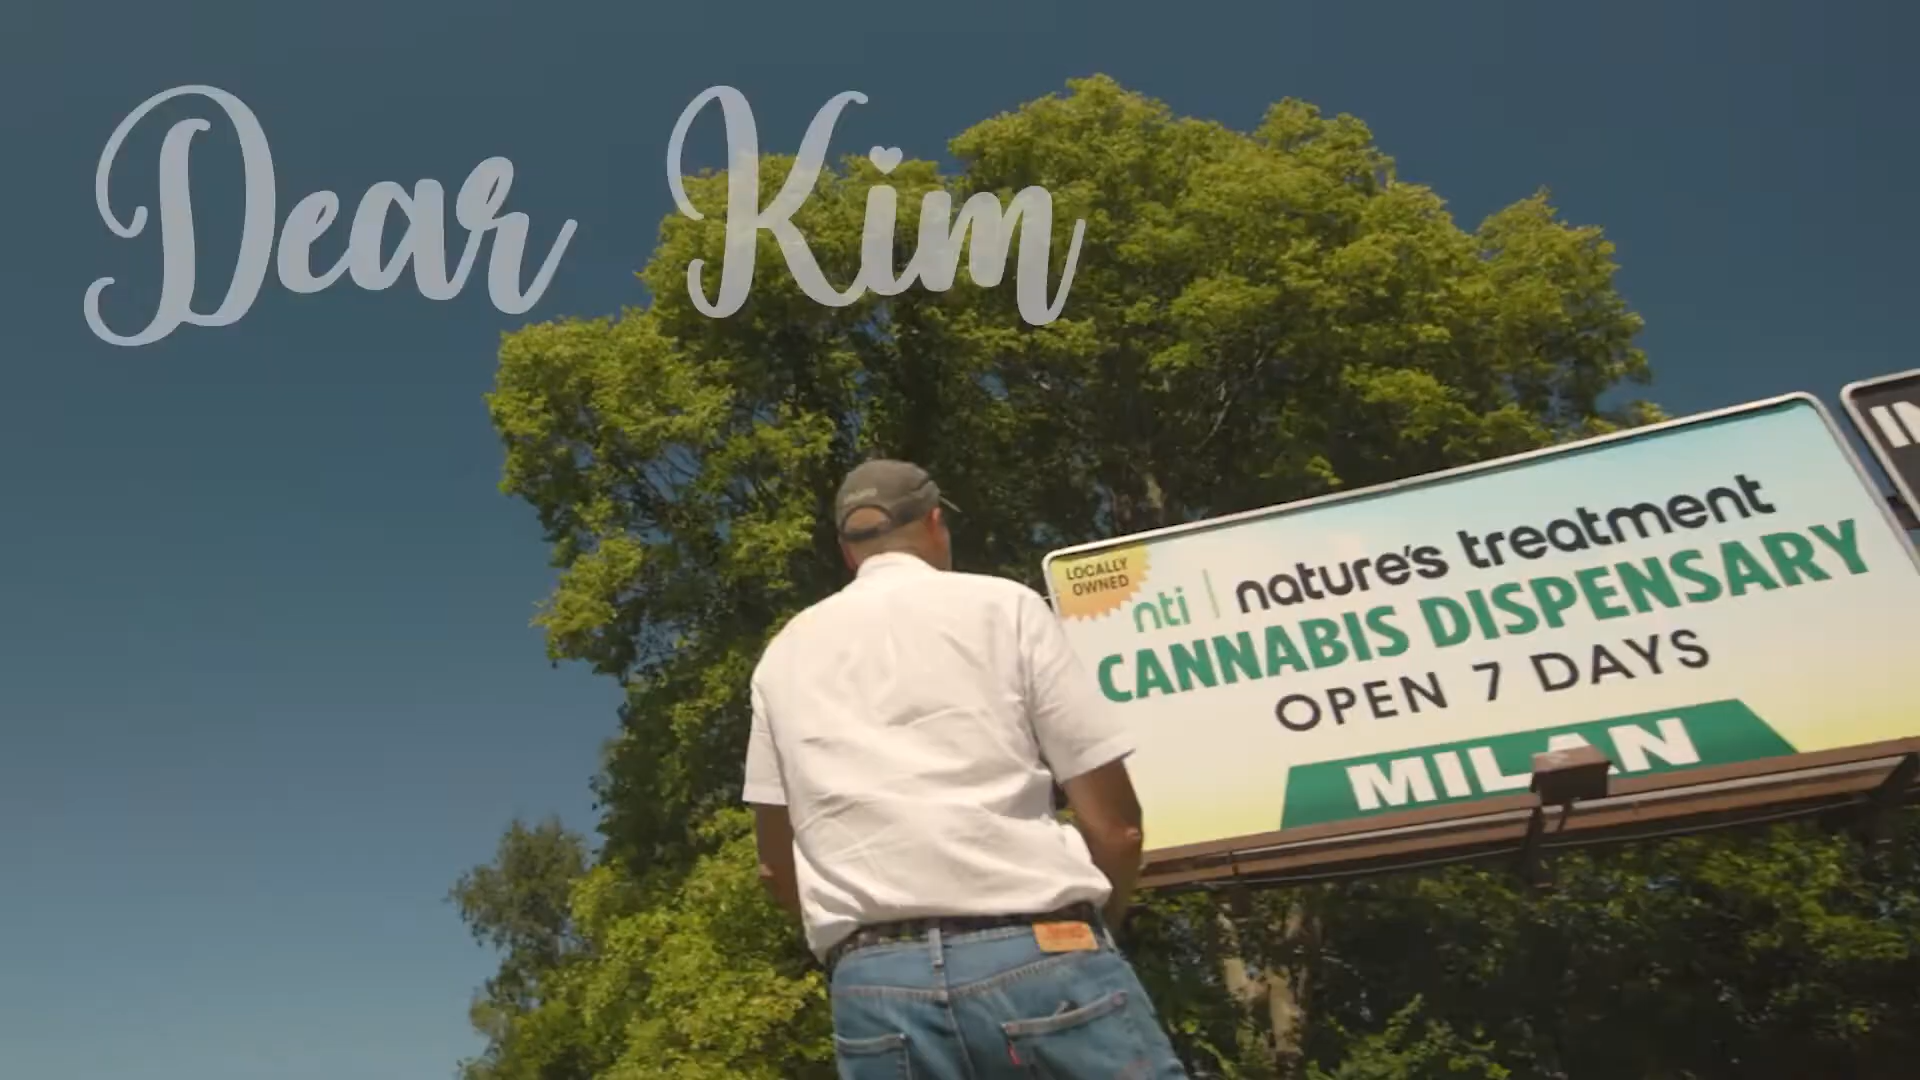 Dear Kim
LOCALLY
OWNED
nti | nature's treatment
CANNABIS DISPENSARY
OPEN 7 DAYS
MILAN